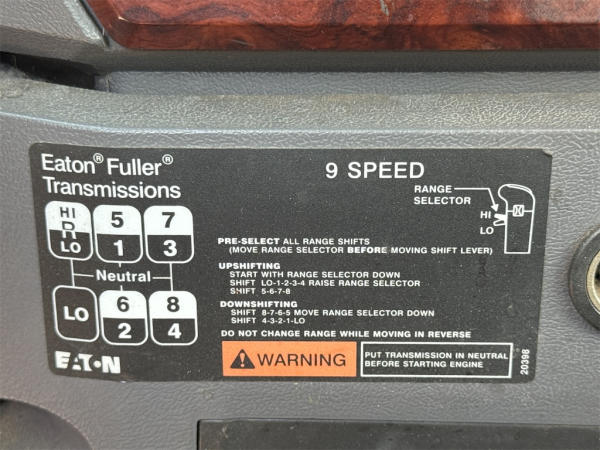 Eaton® Fuller®
Transmissions
9 SPEED
RANGE
SELECTOR
HI
LO
HI
R
LO
5
1
7
3
Neutral
LO
6
2
8
4
PRE-SELECT ALL RANGE SHIFTS
(MOVE RANGE SELECTOR BEFORE MOVING SHIFT LEVER)
UPSHIFTING
START WITH RANGE SELECTOR DOWN
SHIFT LO-1-2-3-4 RAISE RANGE SELECTOR
SHIFT 5-6-7-8
DOWNSHIFTING
SHIFT 8-7-6-5 MOVE RANGE SELECTOR DOWN
SHIFT 4-3-2-1-LO
DO NOT CHANGE RANGE WHILE MOVING IN REVERSE
EATON
WARNING
PUT TRANSMISSION IN NEUTRAL
BEFORE STARTING ENGINE
20398